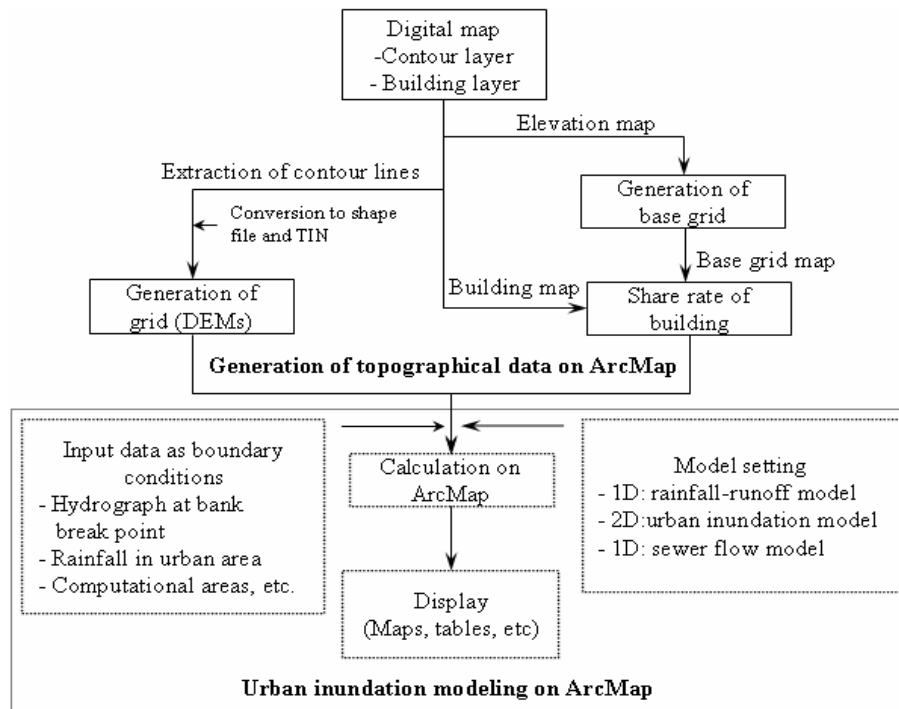 Digital map
-Contour layer
- Building layer
Elevation map
Extraction of contour lines
Generation of
base grid
Conversion to shape
file and TIN
Base grid map
Generation of
grid (DEMs)
Building map
Share rate of
building
Generation of topographical data on ArcMap
Input data as boundary
conditions
- Hydrograph at bank
break point
- Rainfall in urban area
- Computational areas, etc.
Calculation on
ArcMap
Model setting
- 1D: rainfall-runoff model
- 2D:urban inundation model
- 1D: sewer flow model
Display
(Maps, tables, etc)
Urban inundation modeling on ArcMap